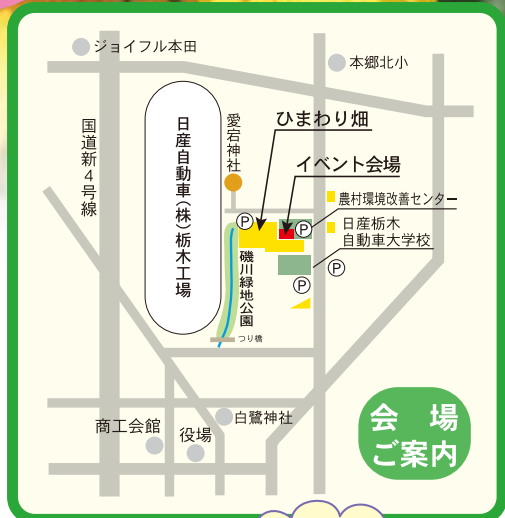 ジョイフル本田
本郷北小
国道新4号線
日産自動車(株)栃木工場
愛宕神社
ひまわり畑
イベント会場
農村環境改善センター
日産栃木
自動車大学校
P
P
P
P
磯川緑地公園
つり橋
商工会館
役場
白鷺神社
会 場
ご案内